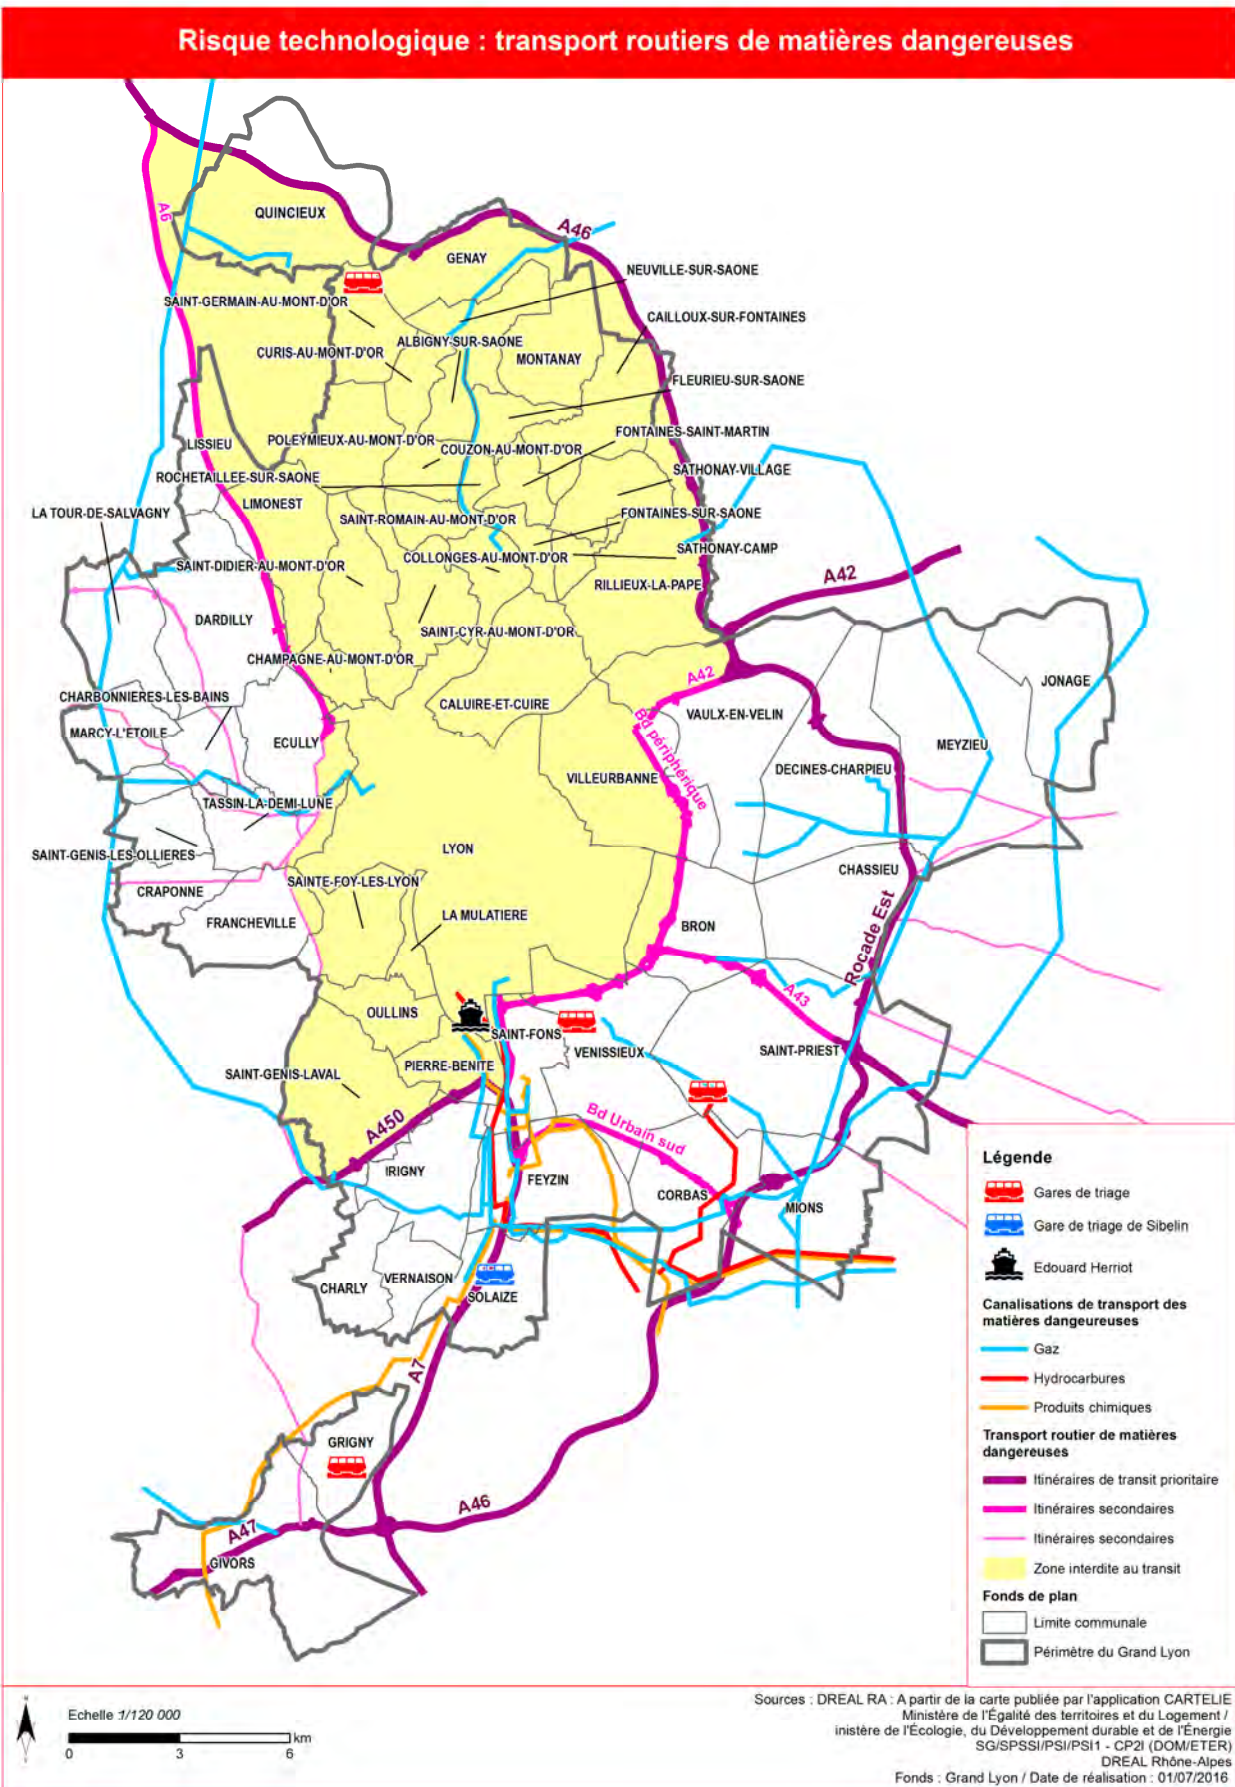 Risque technologique : transport routiers de matières dangereuses
A6
QUINCIEUX
A46
GENAY
NEUVILLE-SUR-SAONE
SAINT-GERMAIN-AU-MONT-D'OR
CAILLOUX-SUR-FONTAINES
ALBIGNY-SUR-SAONE
CURIS-AU-MONT-D'OR
MONTANAY
FLEURIEU-SUR-SAONE
LISSIEU
POLEYMIEUX-AU-MONT-D'OR
FONTAINES-SAINT-MARTIN
COUZON-AU-MONT-D'OR
ROCHETAILLEE-SUR-SAONE
SATHONAY-VILLAGE
LIMONEST
LA TOUR-DE-SALVAGNY
SAINT-ROMAIN-AU-MONT-D'OR
FONTAINES-SUR-SAONE
COLLONGES-AU-MONT-D'OR
SATHONAY-CAMP
SAINT-DIDIER-AU-MONT-D'OR
RILLIEUX-LA-PAPE
A42
DARDILLY
SAINT-CYR-AU-MONT-D'OR
CHAMPAGNE-AU-MONT-D'OR
A42
JONAGE
CHARBONNIERES-LES-BAINS
CALUIRE-ET-CUIRE
VAULX-EN-VELIN
MARCY-L'ETOILE
ECULLY
Bd périphérique
MEYZIEU
VILLEURBANNE
DECINES-CHARPIEU
TASSIN-LA-DEMI-LUNE
LYON
SAINT-GENIS-LES-OLLIERES
CHASSIEU
SAINTE-FOY-LES-LYON
CRAPONNE
LA MULATIERE
FRANCHEVILLE
BRON
Rocade Est
A43
OULLINS
SAINT-FONS
VENISSIEUX
SAINT-PRIEST
PIERRE-BENITE
SAINT-GENIS-LAVAL
A450
Bd Urbain sud
IRIGNY
FEYZIN
CORBAS
MIONS
CHARLY
VERNAISON
SOLAIZE
A7
GRIGNY
A46
A47
GIVORS
Légende
Gares de triage
Gare de triage de Sibelin
Edouard Herriot
Canalisations de transport des
matières dangeureuses
Gaz
Hydrocarbures
Produits chimiques
Transport routier de matières
dangereuses
Itinéraires de transit prioritaire
Itinéraires secondaires
Itinéraires secondaires
Zone interdite au transit
Fonds de plan
Limite communale
Périmètre du Grand Lyon
Echelle 1/120 000
km
0 3 6
Sources : DREAL RA : A partir de la carte publiée par l'application CARTELIE
Ministère de l'Égalité des territoires et du Logement /
inistère de l'Écologie, du Développement durable et de l'Énergie
SG/SPSSI/PSI/PSI1 - CP2I (DOM/ETER)
DREAL Rhône-Alpes
Fonds : Grand Lyon / Date de réalisation : 01/07/2016